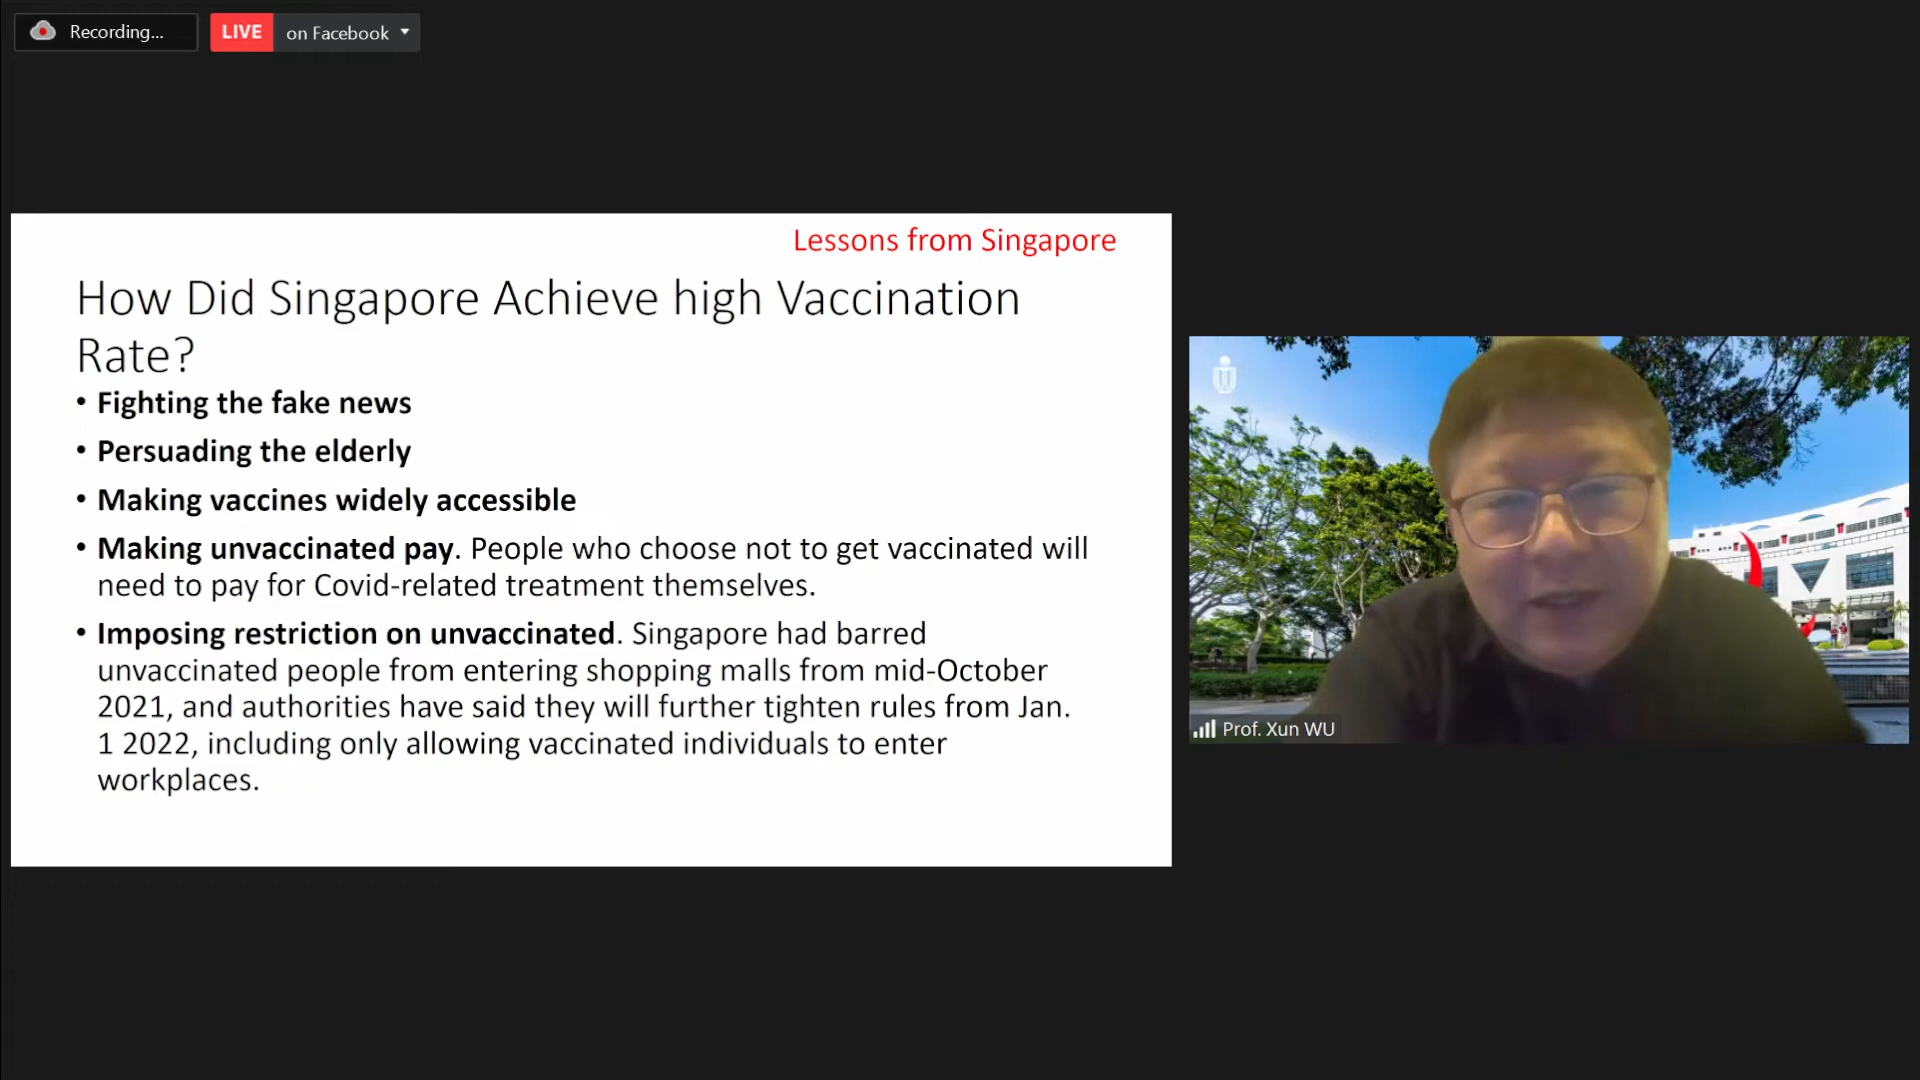 Recording...
LIVE on Facebook
Lessons from Singapore
How Did Singapore Achieve high Vaccination
Rate?
• Fighting the fake news
• Persuading the elderly
• Making vaccines widely accessible
• Making unvaccinated pay. People who choose not to get vaccinated will
need to pay for Covid-related treatment themselves.
• Imposing restriction on unvaccinated. Singapore had barred
unvaccinated people from entering shopping malls from mid-October
2021, and authorities have said they will further tighten rules from Jan.
1 2022, including only allowing vaccinated individuals to enter
workplaces.
Prof. Xun WU